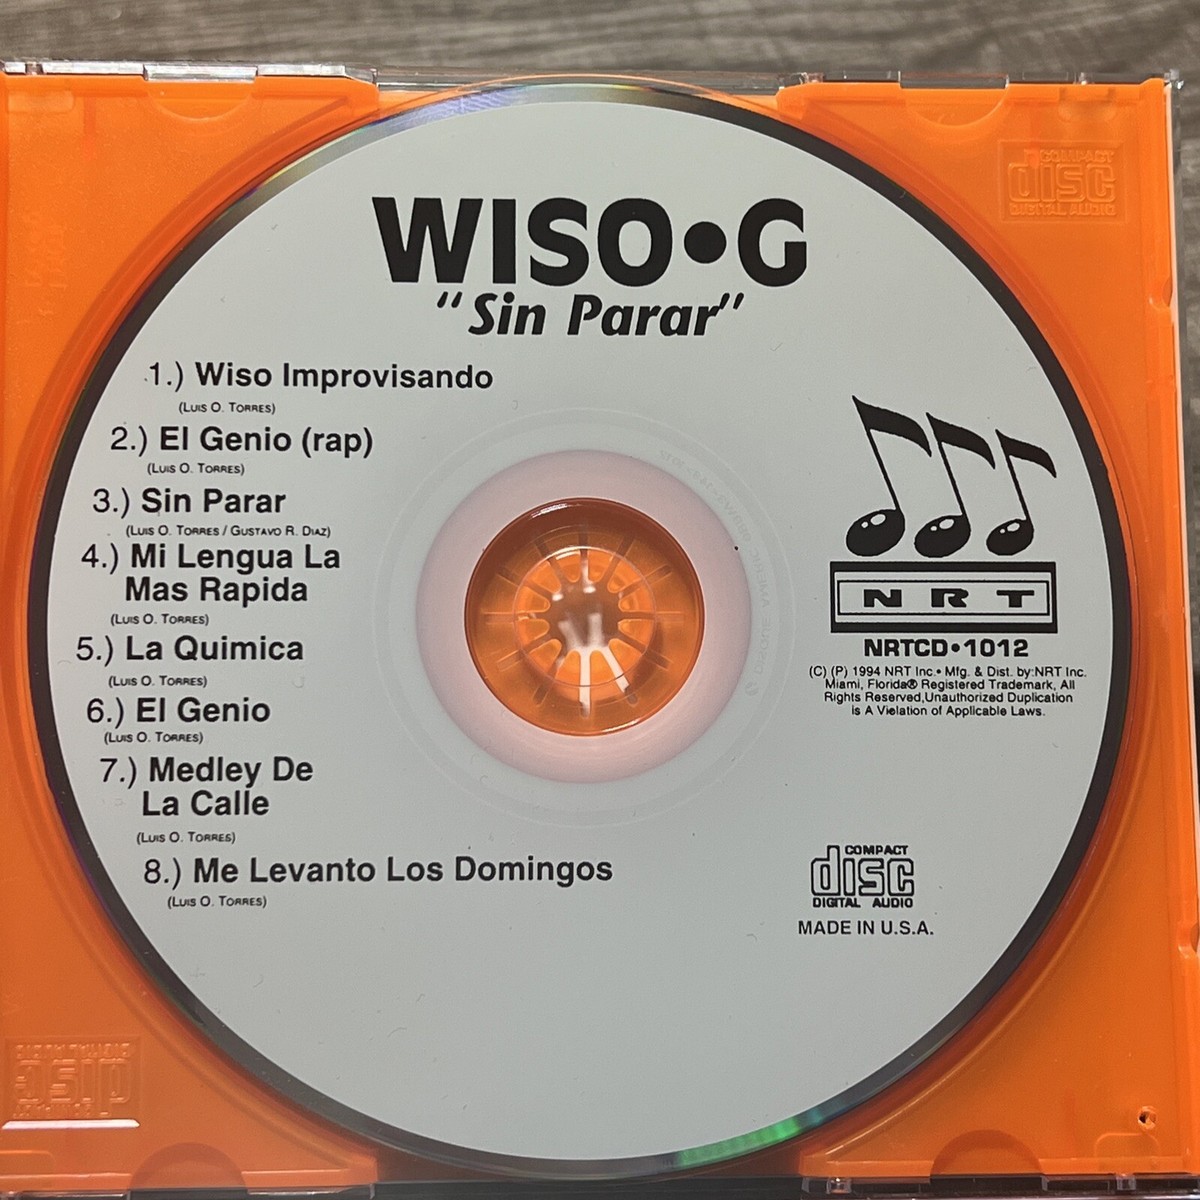 WISO•G
"Sin Parar"
1.) Wiso Improvisando
(Luis O. Torres)
2.) El Genio (rap)
(Luis O. Torres)
3.) Sin Parar
(Luis O. Torres / Gustavo R. Diaz)
4.) Mi Lengua La
Mas Rapida
(Luis O. Torres)
5.) La Quimica
(Luis O. Torres)
6.) El Genio
(Luis O. Torres)
7.) Medley De
La Calle
(Luis O. Torres)
8.) Me Levanto Los Domingos
(Luis O. Torres)
NRT
NRTCD•1012
(C) (P) 1994 NRT Inc.• Mfg. & Dist. by:NRT Inc.
Miami, Florida® Registered Trademark, All
Rights Reserved,Unauthorized Duplication
is A Violation of Applicable Laws.
COMPACT
disc
DIGITAL AUDIO
MADE IN U.S.A.
COMPACT
disc
DIGITAL AUDIO